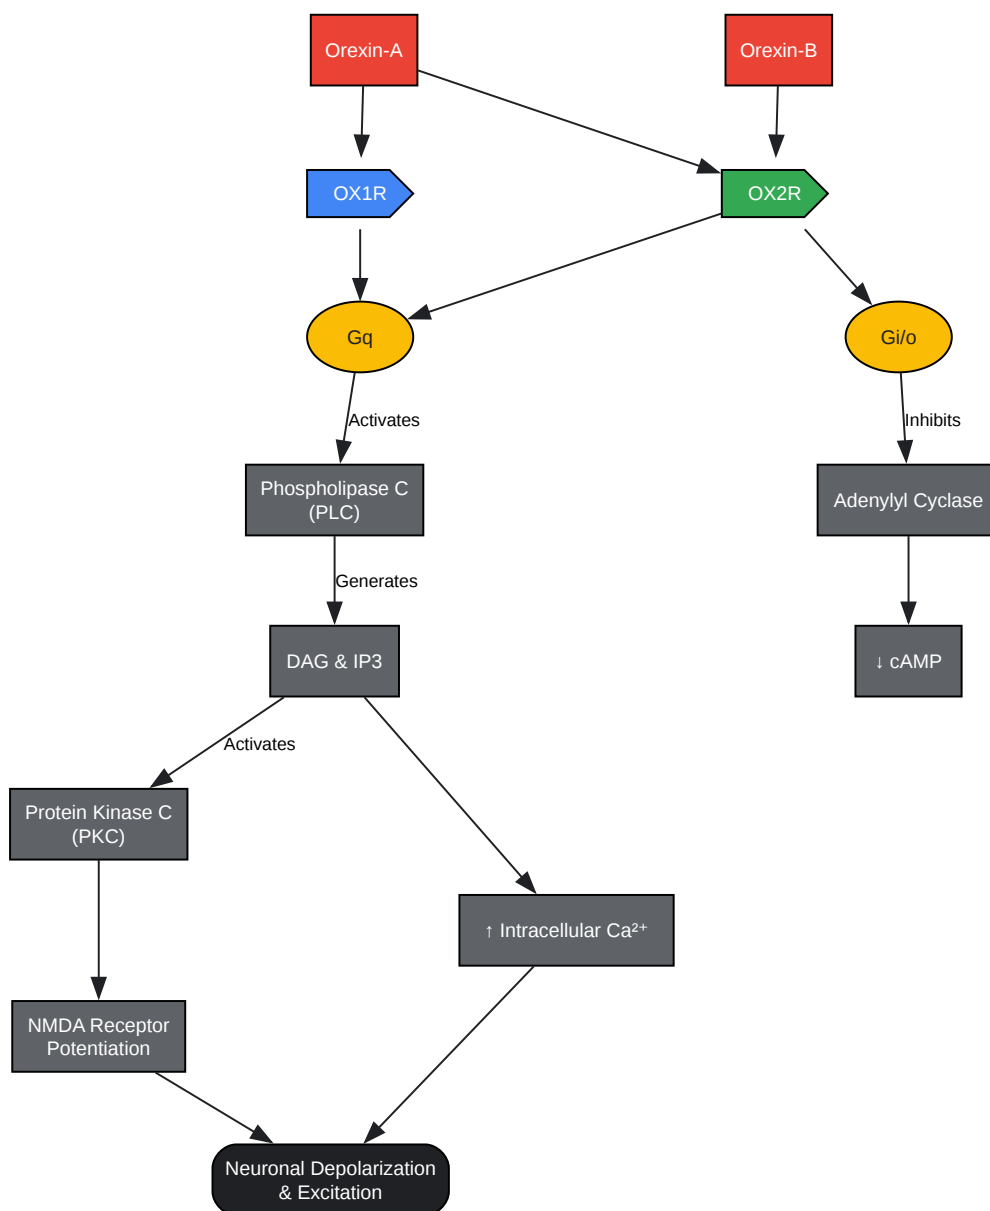 Orexin-A
Orexin-B
OX1R
OX2R
Gq
Gi/o
Activates
Inhibits
Phospholipase C
(PLC)
Adenylyl Cyclase
Generates
DAG & IP3
↓ cAMP
Activates
Protein Kinase C
(PKC)
↑ Intracellular Ca²⁺
NMDA Receptor
Potentiation
Neuronal Depolarization
& Excitation